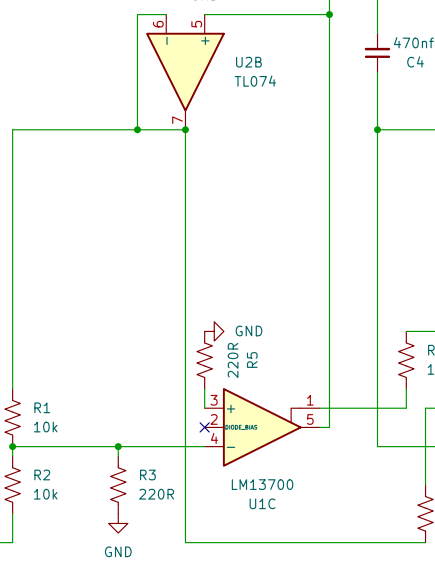 6
5
U2B
TL074
7
470nf
C4
GND
220R
R5
R
1
3
2
4
DIODE_BIAS
1
5
R1
10k
R2
10k
R3
220R
LM13700
U1C
GND